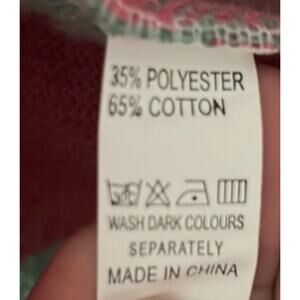 35% POLYESTER
65% COTTON
WASH DARK COLOURS
SEPARATELY
MADE IN CHINA